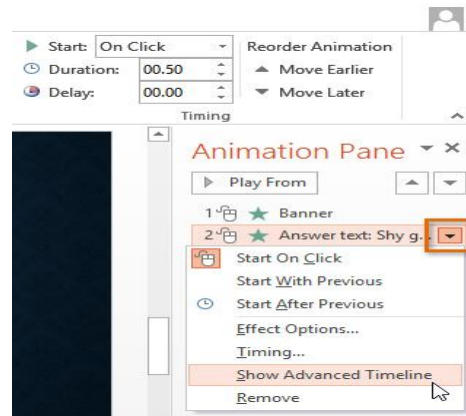 Start: On Click Reorder Animation
Duration: 00.50 Move Earlier
Delay: 00.00 Move Later
Timing
Animation Pane
Play From
1 Banner
2 Answer text: Shy g...
Start On Click
Start With Previous
Start After Previous
Effect Options...
Timing...
Show Advanced Timeline
Remove